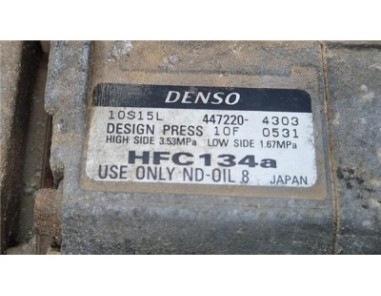 DENSO
10S15L 447220- 4303
DESIGN PRESS 10F 0531
HIGH SIDE 3.53MPa LOW SIDE 1.67MPa
HFC134a
USE ONLY ND-OIL 8 JAPAN